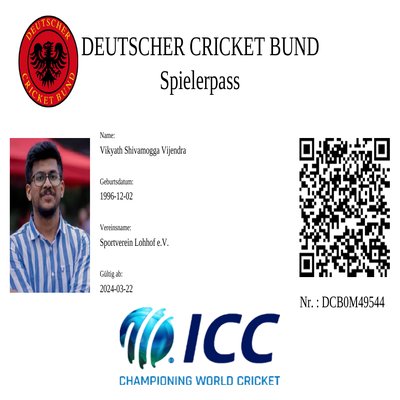 DEUTSCHER
CRICKET BUND
DEUTSCHER CRICKET BUND
Spielerpass
Name:
Vikyath Shivamogga Vijendra
Geburtsdatum:
1996-12-02
Vereinsname:
Sportverein Lohhof e.V.
Gültig ab:
2024-03-22
Nr. : DCB0M49544
ICC
CHAMPIONING WORLD CRICKET